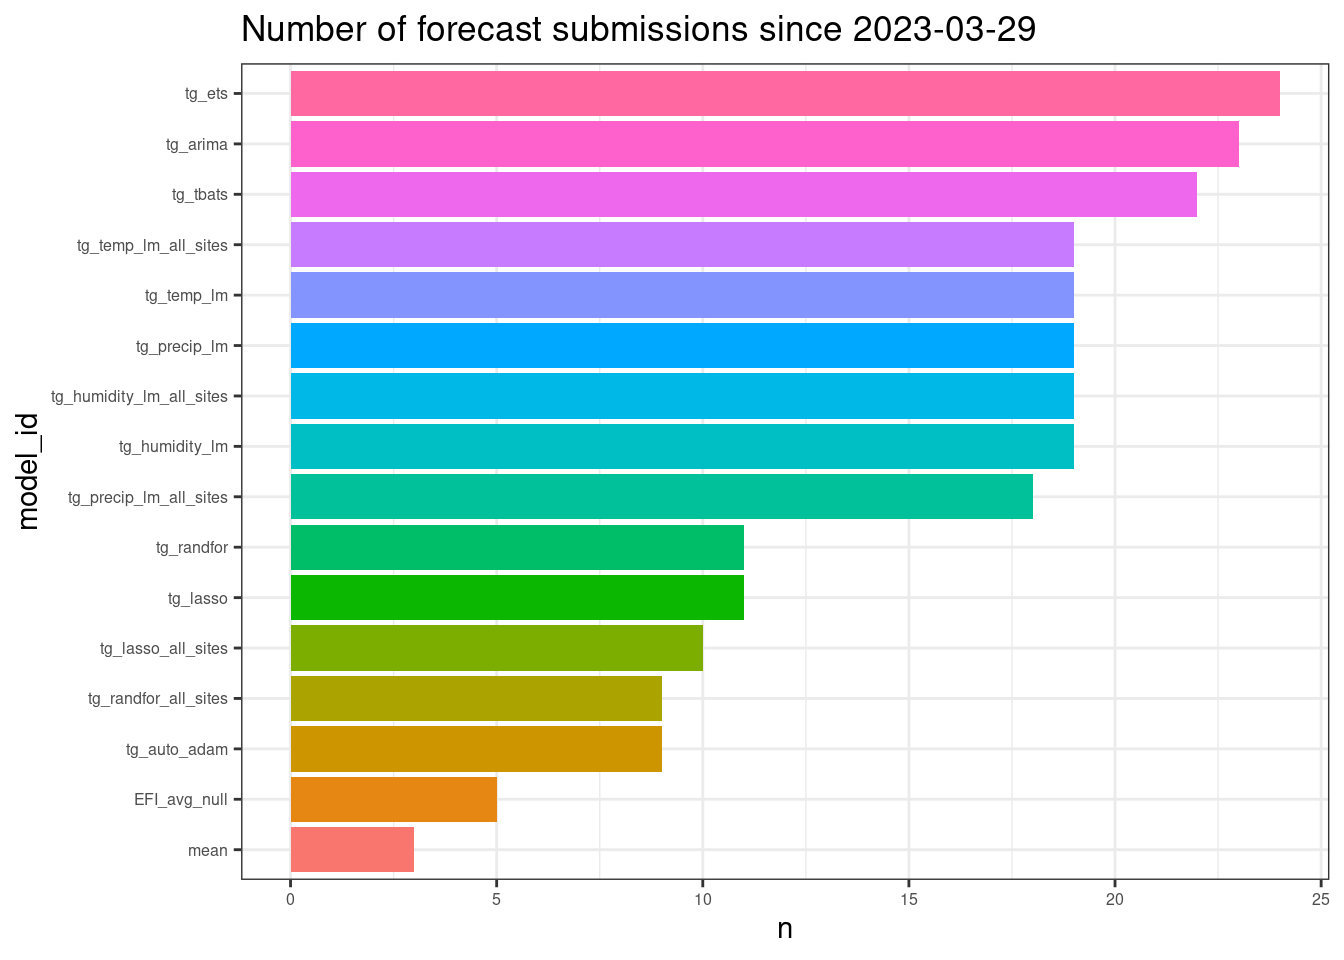 Number of forecast submissions since 2023-03-29
model_id
tg_ets
tg_arima
tg_tbats
tg_temp_lm_all_sites
tg_temp_lm
tg_precip_lm
tg_humidity_lm_all_sites
tg_humidity_lm
tg_precip_lm_all_sites
tg_randfor
tg_lasso
tg_lasso_all_sites
tg_randfor_all_sites
tg_auto_adam
EFI_avg_null
mean
0 5 10 15 20 25
n